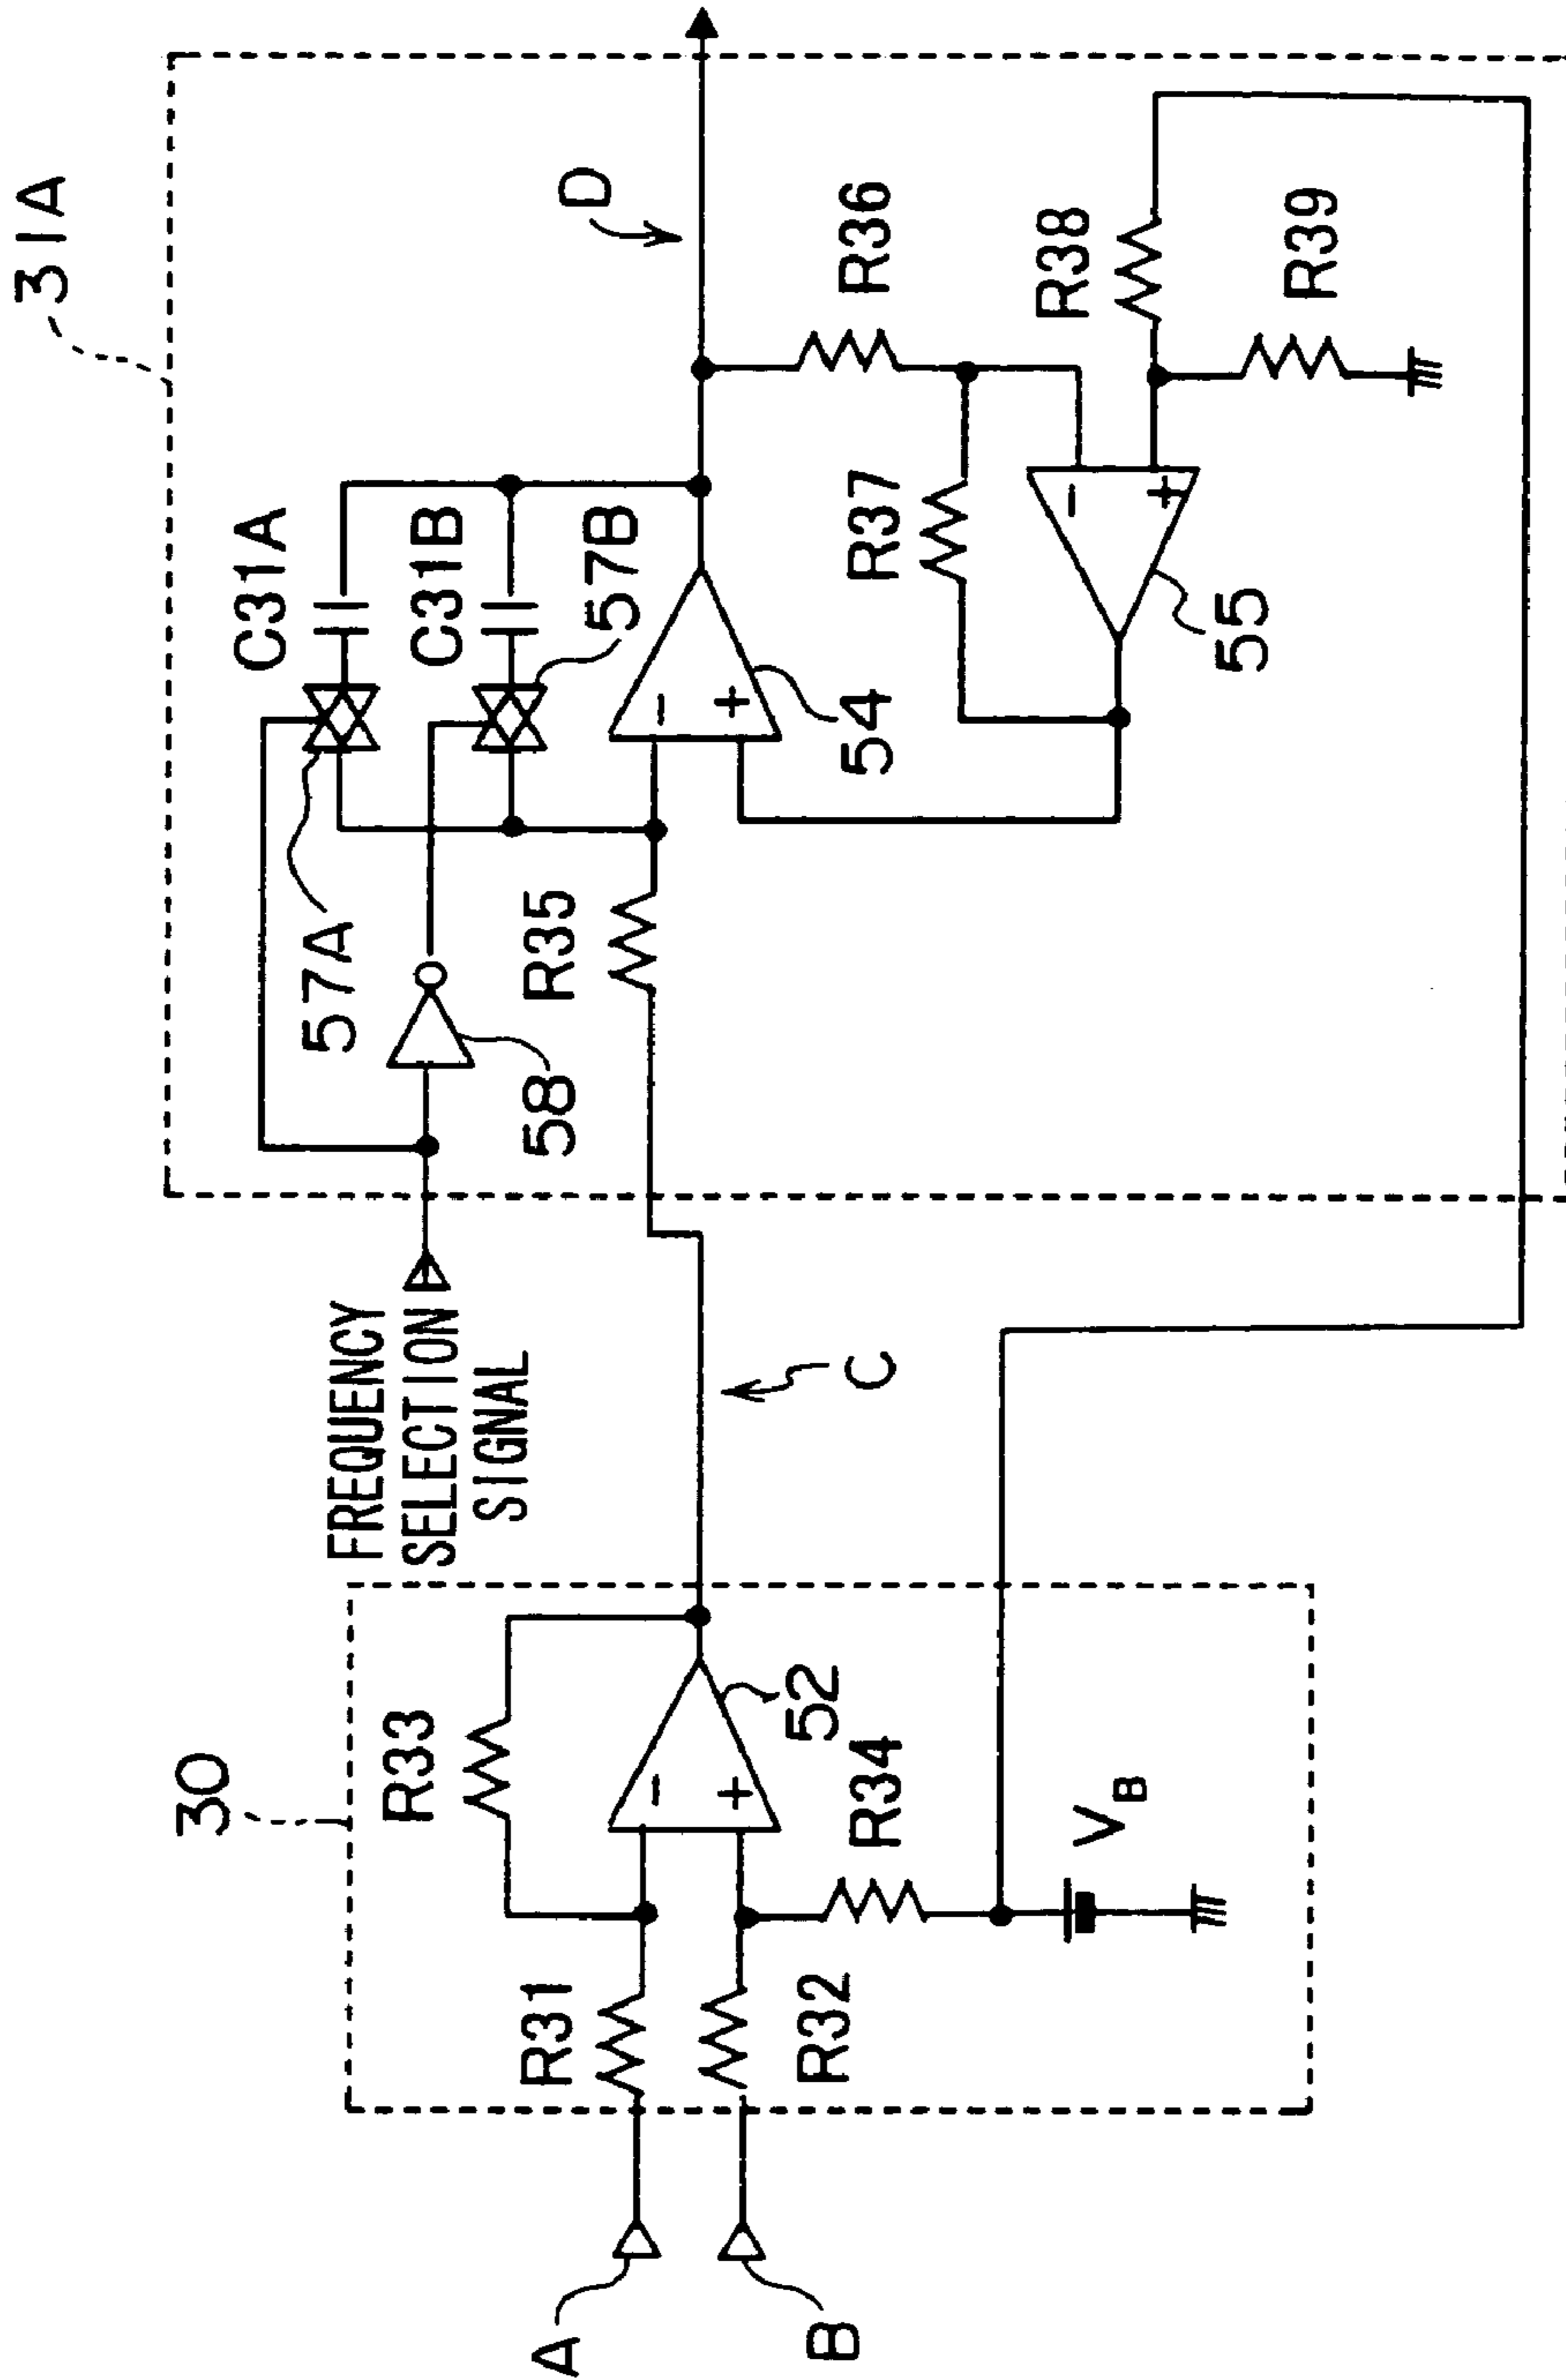 31A
30
C31A
C31B
57A
57B
58
R35
54
D
R36
R37
R38
R39
55
FREQUENCY
SELECTION
SIGNAL
C
R33
R31
R32
52
R34
VB
A
B
−
+
−
+
−
+